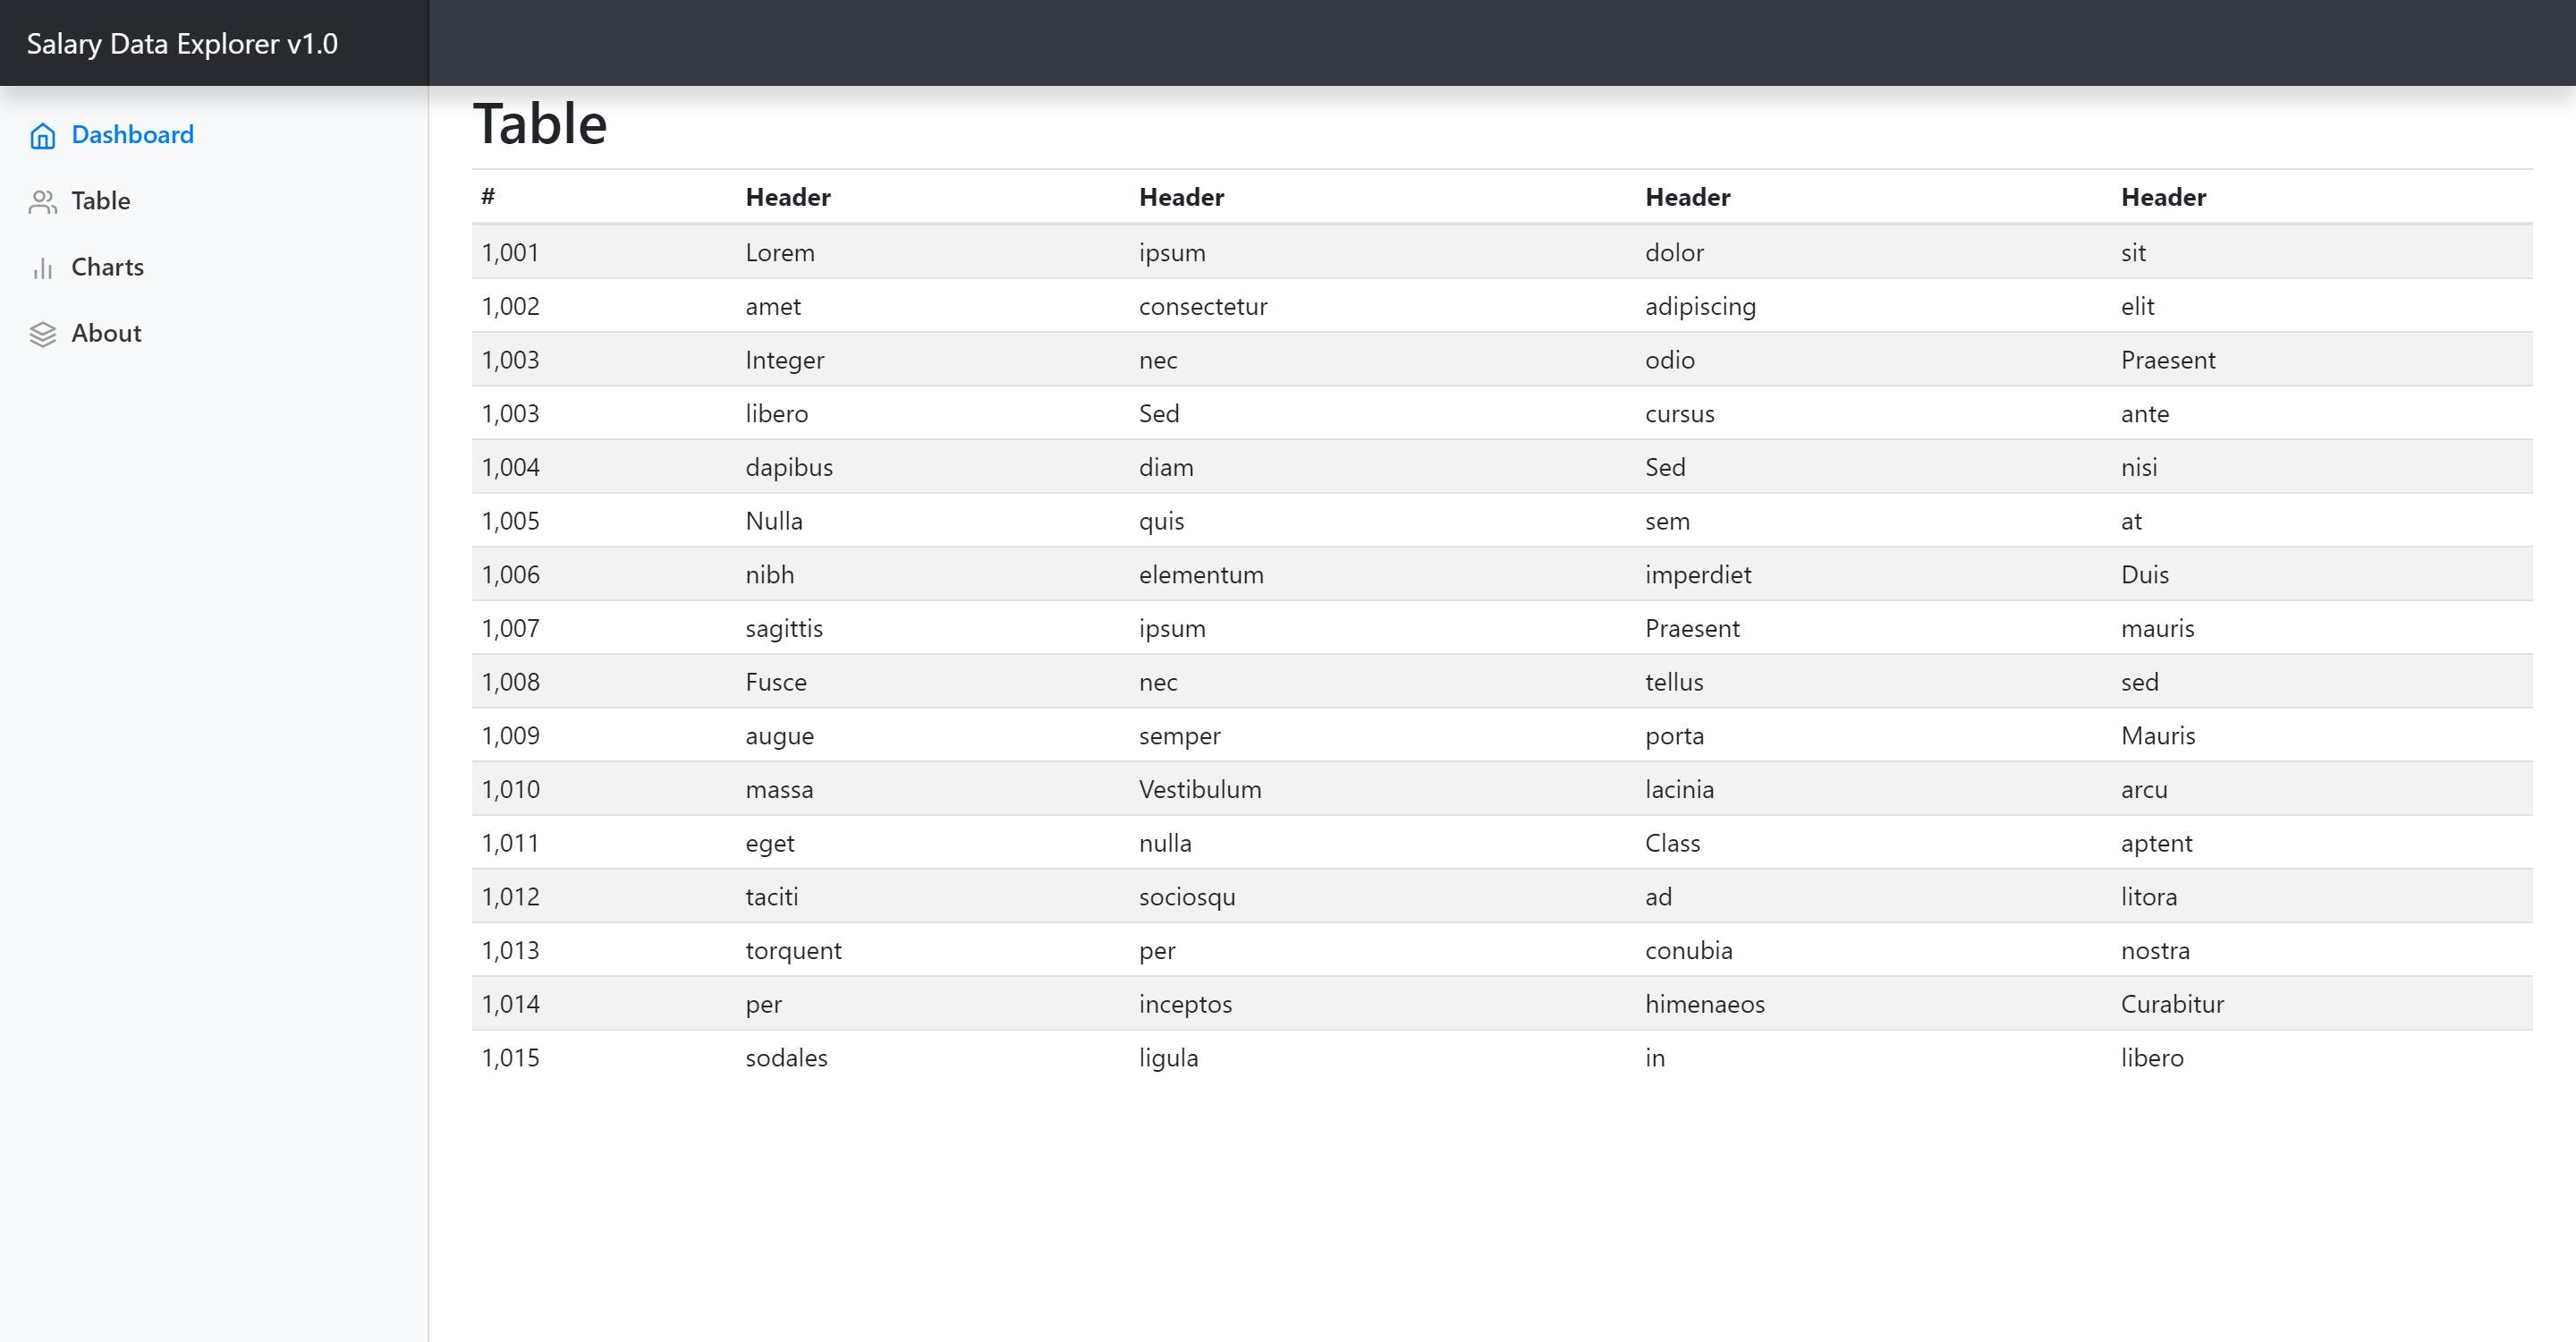 Salary Data Explorer v1.0
Dashboard
Table
Charts
About
Table
# Header Header Header Header
1,001 Lorem ipsum dolor sit
1,002 amet consectetur adipiscing elit
1,003 Integer nec odio Praesent
1,003 libero Sed cursus ante
1,004 dapibus diam Sed nisi
1,005 Nulla quis sem at
1,006 nibh elementum imperdiet Duis
1,007 sagittis ipsum Praesent mauris
1,008 Fusce nec tellus sed
1,009 augue semper porta Mauris
1,010 massa Vestibulum lacinia arcu
1,011 eget nulla Class aptent
1,012 taciti sociosqu ad litora
1,013 torquent per conubia nostra
1,014 per inceptos himenaeos Curabitur
1,015 sodales ligula in libero